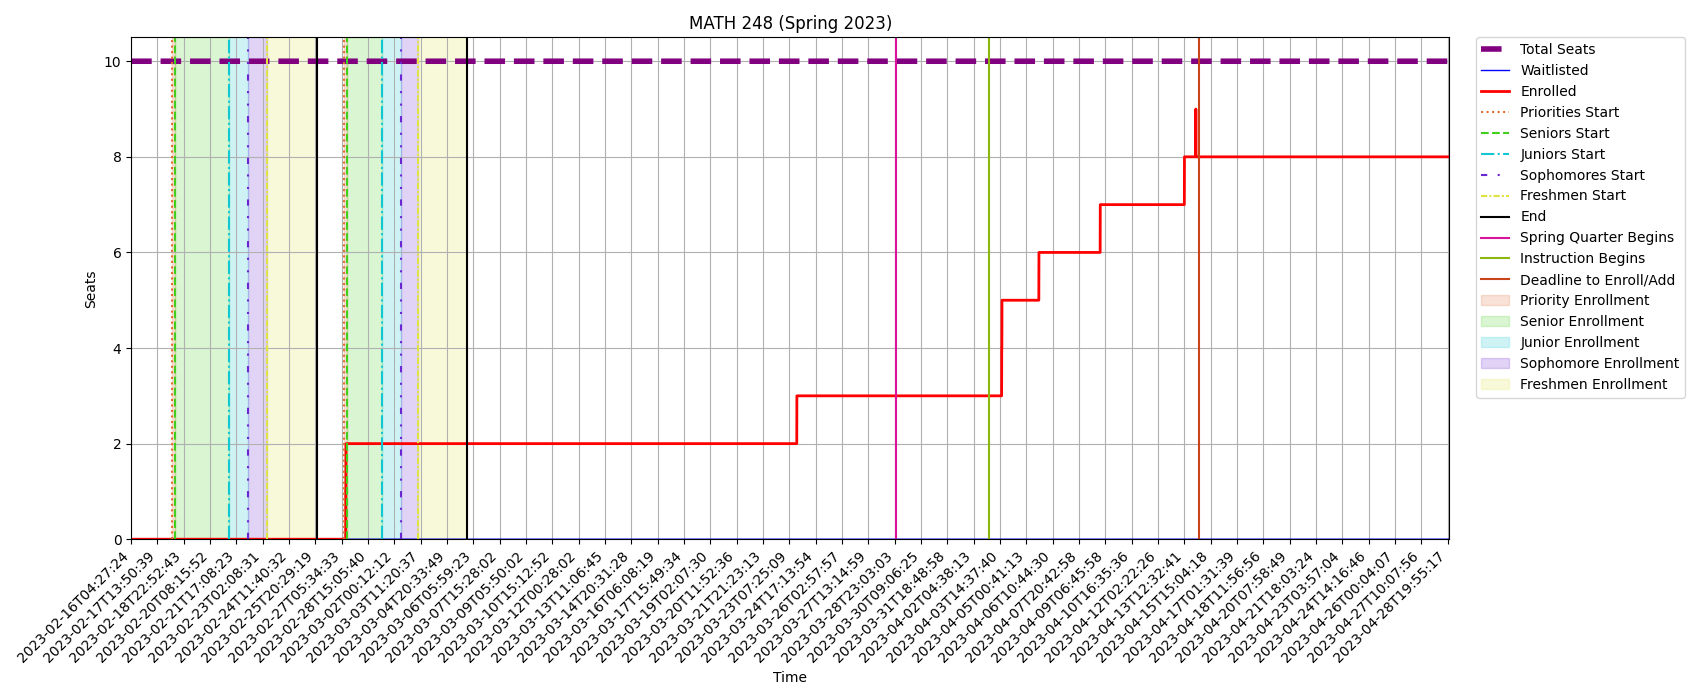 MATH 248 (Spring 2023)
Seats
10
8
6
4
2
0
2023-02-16T04:27:24
2023-02-17T13:50:39
2023-02-18T22:52:43
2023-02-20T08:15:52
2023-02-21T17:08:23
2023-02-23T02:08:31
2023-02-24T11:40:32
2023-02-25T20:29:19
2023-02-27T05:34:33
2023-02-28T15:05:40
2023-03-02T00:12:12
2023-03-03T11:20:37
2023-03-04T20:33:49
2023-03-06T05:59:23
2023-03-07T15:28:02
2023-03-09T05:50:02
2023-03-10T15:12:52
2023-03-12T00:28:02
2023-03-13T11:06:45
2023-03-14T20:31:28
2023-03-16T06:08:19
2023-03-17T15:49:34
2023-03-19T02:07:30
2023-03-20T11:52:36
2023-03-21T21:23:13
2023-03-23T07:25:09
2023-03-24T17:13:54
2023-03-26T02:57:57
2023-03-27T13:14:59
2023-03-28T23:03:03
2023-03-30T09:06:25
2023-03-31T18:48:58
2023-04-02T04:38:13
2023-04-03T14:37:40
2023-04-05T00:41:13
2023-04-06T10:44:30
2023-04-07T20:42:58
2023-04-09T06:45:58
2023-04-10T16:35:36
2023-04-12T02:22:26
2023-04-13T12:32:41
2023-04-15T15:04:18
2023-04-17T01:31:39
2023-04-18T11:56:56
2023-04-20T07:58:49
2023-04-21T18:03:24
2023-04-23T03:57:04
2023-04-24T14:16:46
2023-04-26T00:04:07
2023-04-27T10:07:56
2023-04-28T19:55:17
Time
Total Seats
Waitlisted
Enrolled
Priorities Start
Seniors Start
Juniors Start
Sophomores Start
Freshmen Start
End
Spring Quarter Begins
Instruction Begins
Deadline to Enroll/Add
Priority Enrollment
Senior Enrollment
Junior Enrollment
Sophomore Enrollment
Freshmen Enrollment